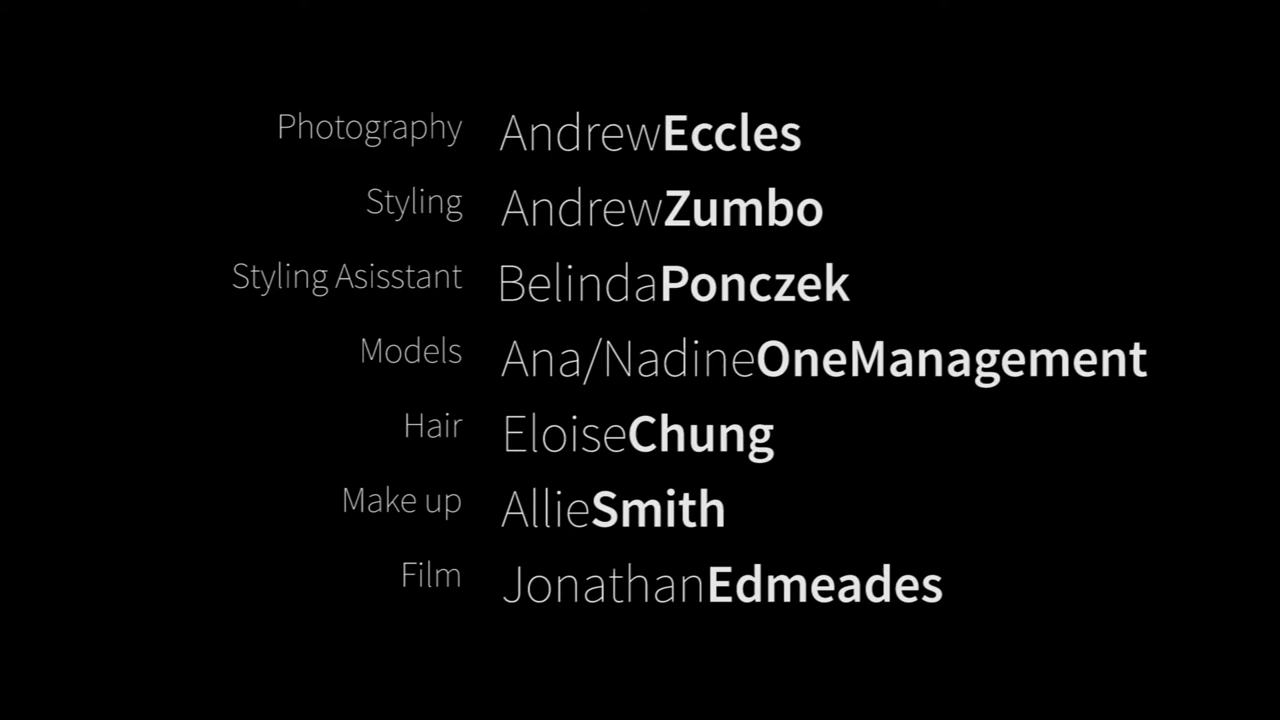 Photography AndrewEccles
Styling AndrewZumbo
Styling Asisstant BelindaPonczek
Models Ana/NadineOneManagement
Hair EloiseChung
Make up AllieSmith
Film JonathanEdmeades